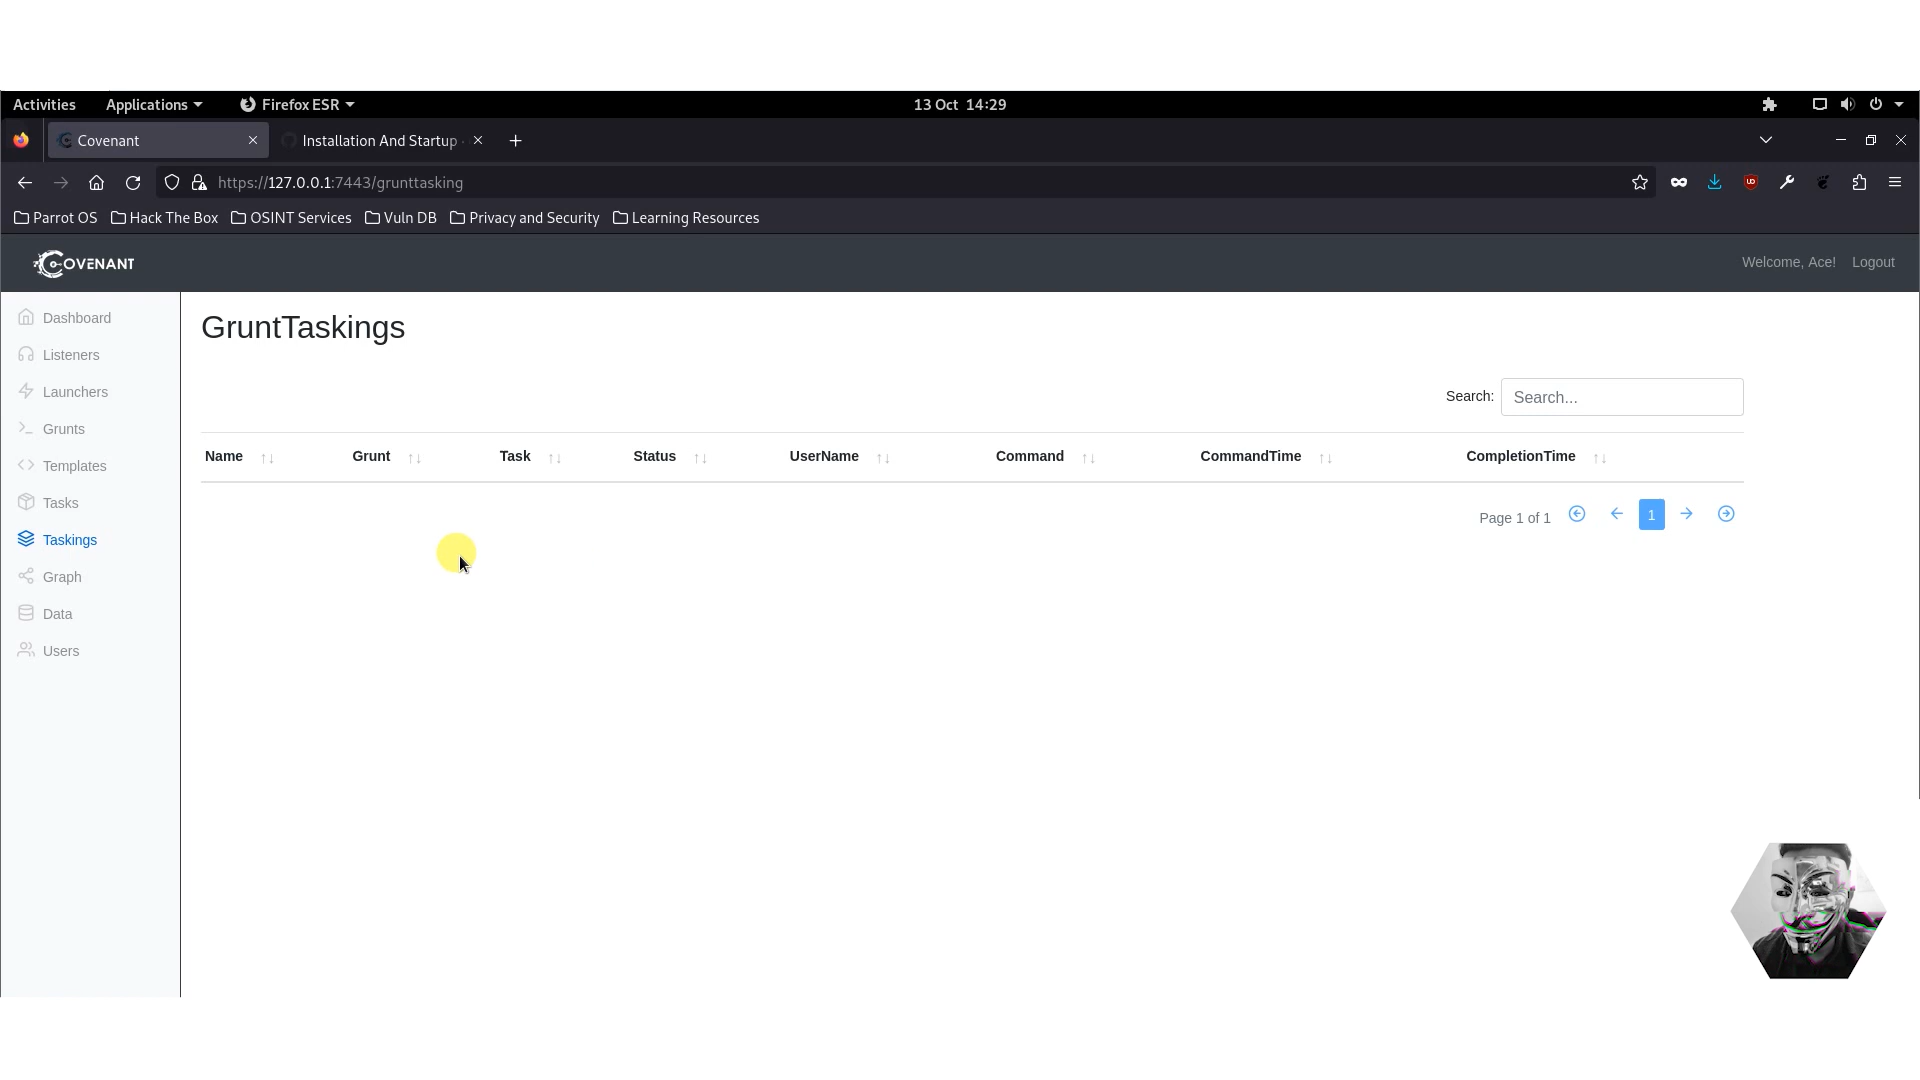 Activities Applications Firefox ESR 13 Oct 14:29
Covenant Installation And Startup ·
https://127.0.0.1:7443/grunttasking
Parrot OS Hack The Box OSINT Services Vuln DB Privacy and Security Learning Resources
COVENANT Welcome, Ace! Logout
Dashboard
Listeners
Launchers
Grunts
Templates
Tasks
Taskings
Graph
Data
Users
GruntTaskings
Search: Search...
Name Grunt Task Status UserName Command CommandTime CompletionTime
Page 1 of 1 1